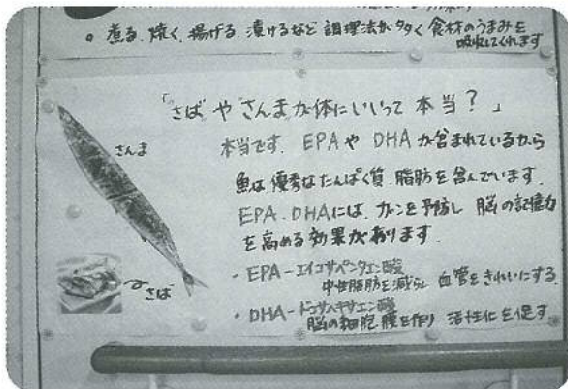 。煮る、焼く、揚げる、漬けるなど 調理法が多く 食材のうまみを
吸収してくれます
「さばやさんまが体にいいって 本当？」
さんま
本当です。EPAや DHAが含まれているから
魚は優秀なたんぱく質、脂肪を含んでいます。
EPA、DHAには、ガンを予防し 脳の記憶力
を高める効果があります。
さば
・EPA-エイコサペンタエン酸
中性脂肪を減らし 血管をきれいにする
・DHA-ドコサヘキサエン酸
脳の細胞膜を作り 活性化を促す